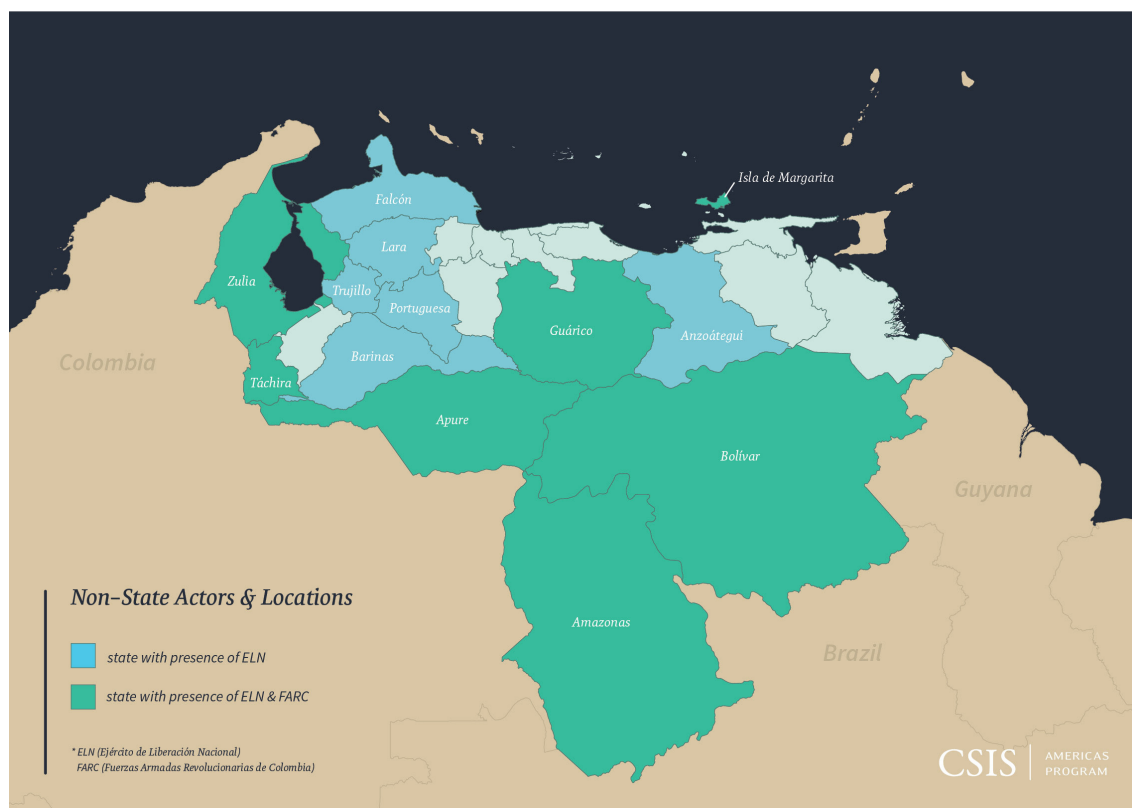 Isla de Margarita
Falcón
Lara
Zulia
Trujillo
Portuguesa
Guárico
Anzoátegui
Barinas
Colombia
Táchira
Apure
Bolívar
Guyana
Non-State Actors & Locations
Amazonas
state with presence of ELN
Brazil
state with presence of ELN & FARC
* ELN (Ejército de Liberación Nacional)
FARC (Fuerzas Armadas Revolucionarias de Colombia)
CSIS
AMERICAS
PROGRAM